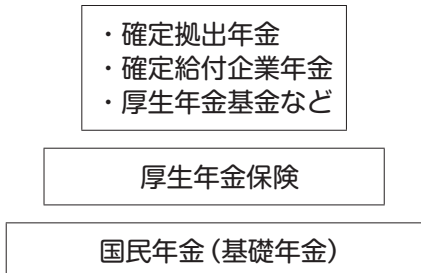 ・確定拠出年金
・確定給付企業年金
・厚生年金基金など
厚生年金保険
国民年金（基礎年金）